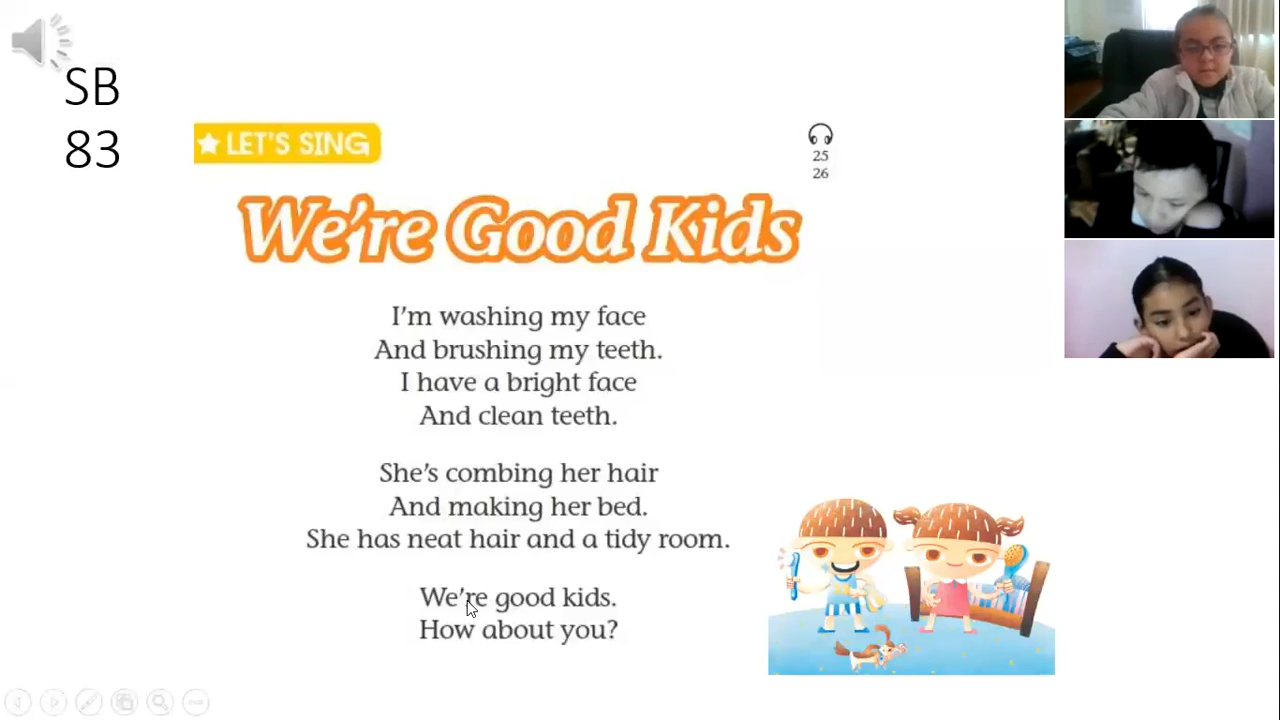 SB
83
LET'S SING
25
26
We're Good Kids
I'm washing my face
And brushing my teeth.
I have a bright face
And clean teeth.
She's combing her hair
And making her bed.
She has neat hair and a tidy room.
We're good kids.
How about you?